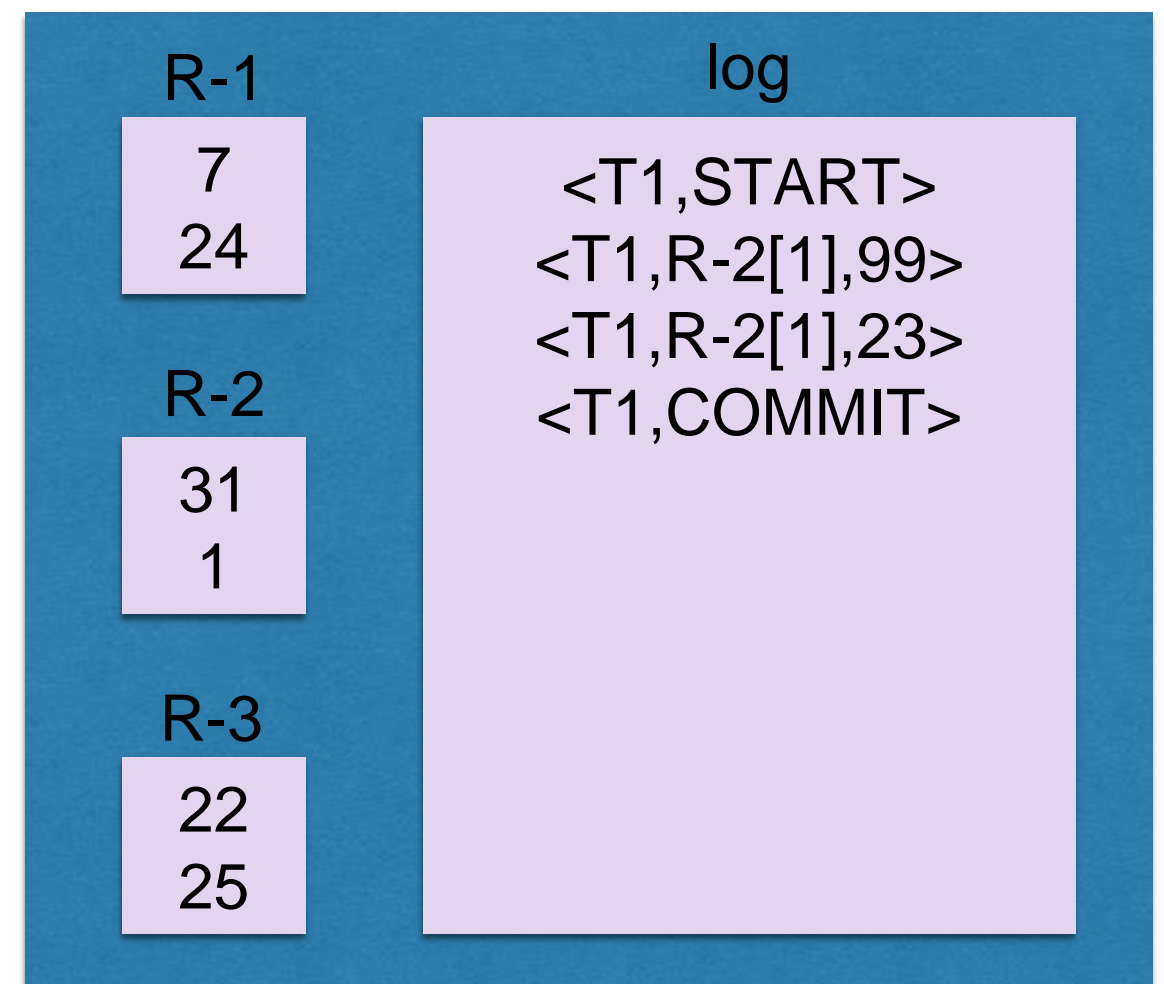 R-1
7
24
R-2
31
1
R-3
22
25
log
<T1,START>
<T1,R-2[1],99>
<T1,R-2[1],23>
<T1,COMMIT>